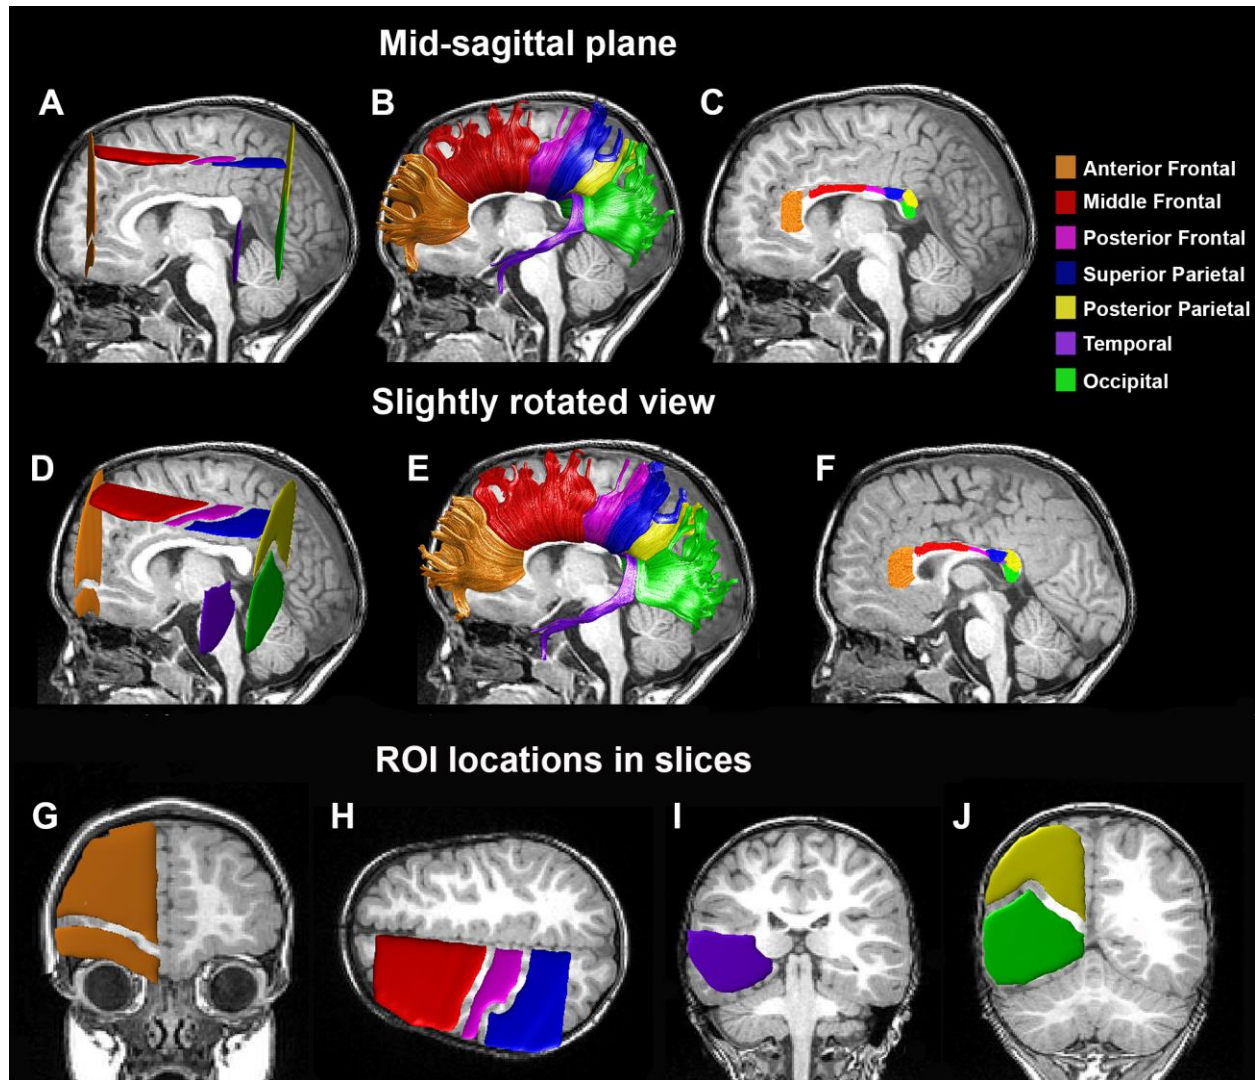 Mid-sagittal plane
A
B
C
Anterior Frontal
Middle Frontal
Posterior Frontal
Superior Parietal
Posterior Parietal
Temporal
Occipital
Slightly rotated view
D
E
F
ROI locations in slices
G
H
I
J